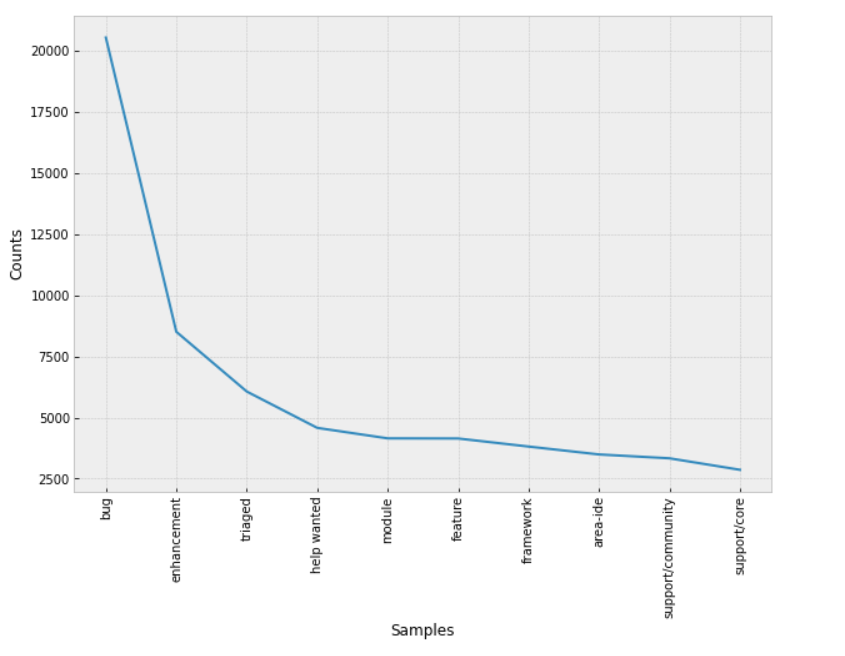 20000
17500
15000
12500
10000
7500
5000
2500
Counts
bug
enhancement
triaged
help wanted
module
feature
framework
area-ide
support/community
support/core
Samples